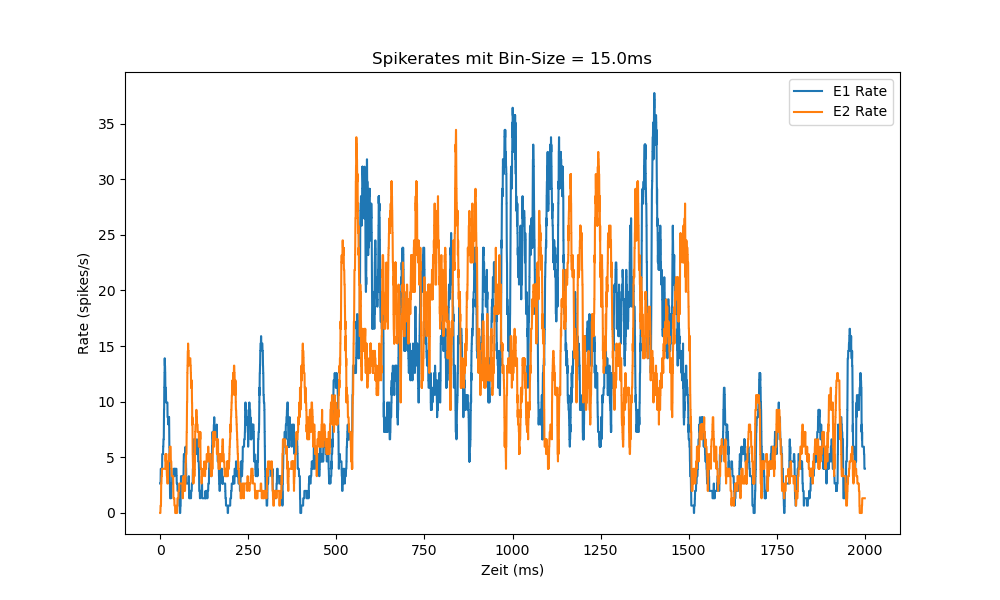 Spikerates mit Bin-Size = 15.0ms
E1 Rate
E2 Rate
35
30
25
20
15
10
5
0
Rate (spikes/s)
0 250 500 750 1000 1250 1500 1750 2000
Zeit (ms)